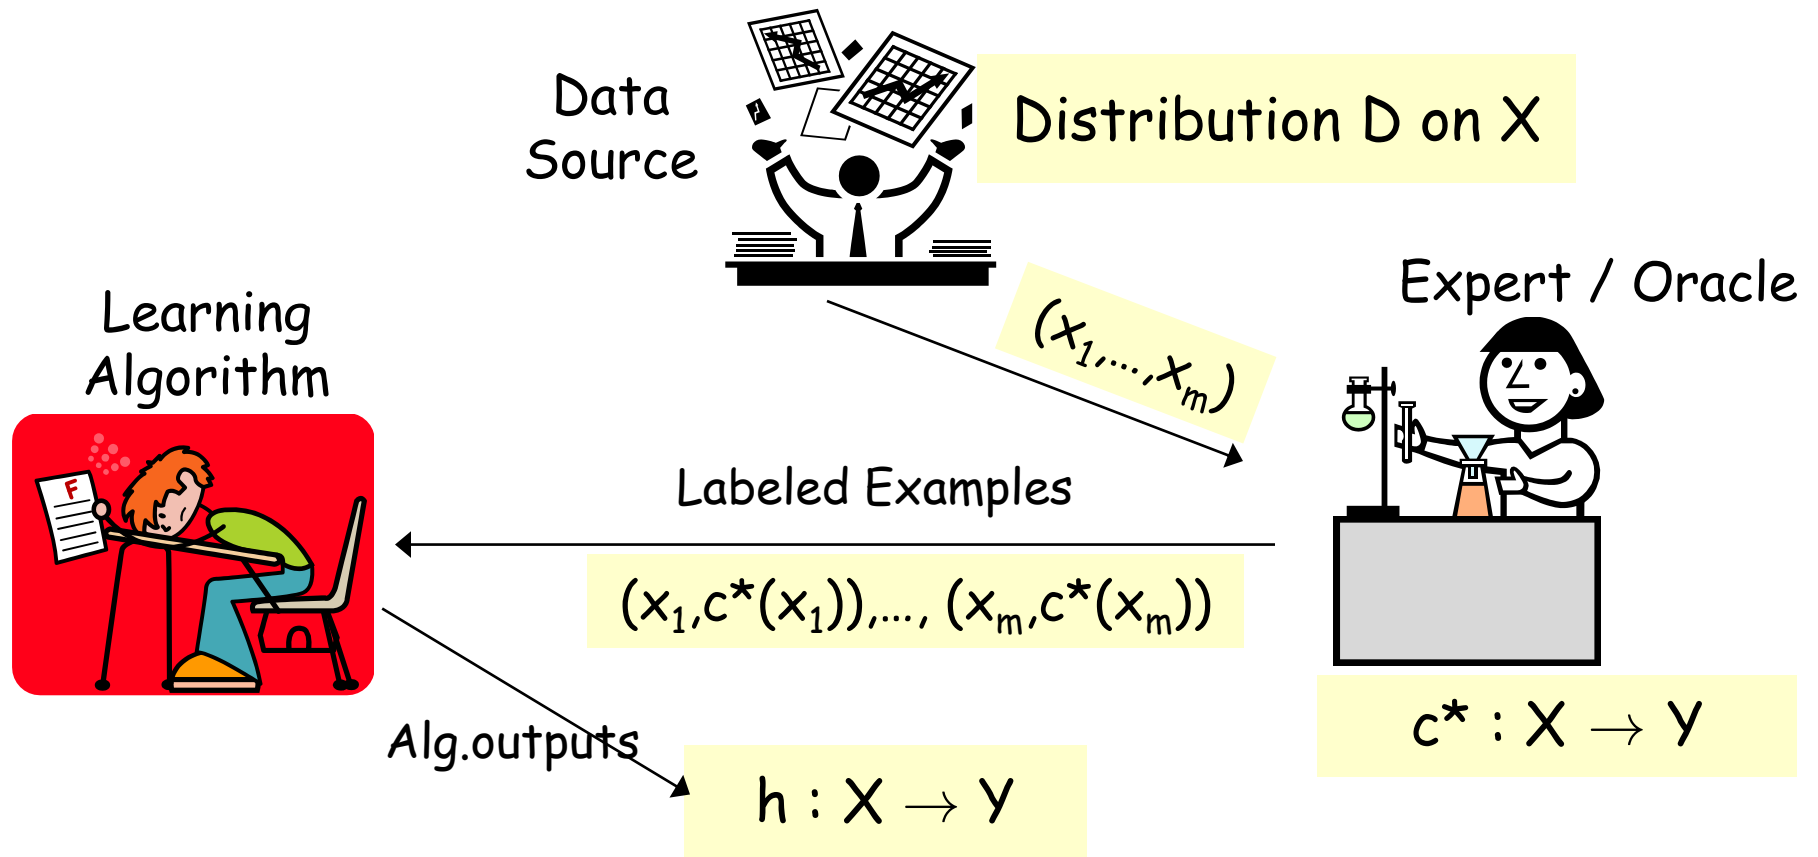 Data
Source
Distribution D on X
Expert / Oracle
Learning
Algorithm
(x₁,...,xₘ)
F
Labeled Examples
(x₁,c*(x₁)),..., (xₘ,c*(xₘ))
c* : X → Y
Alg.outputs
h : X → Y